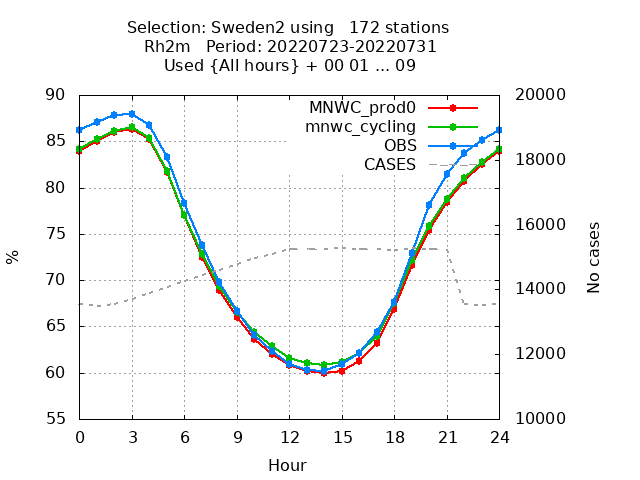 Selection: Sweden2 using   172 stations
Rh2m   Period: 20220723-20220731
Used {All hours} + 00 01 ... 09
90
85
80
75
70
65
60
55
%
MNWC_prod0
mnwc_cycling
OBS
CASES
20000
18000
16000
14000
12000
10000
No cases
0 3 6 9 12 15 18 21 24
Hour